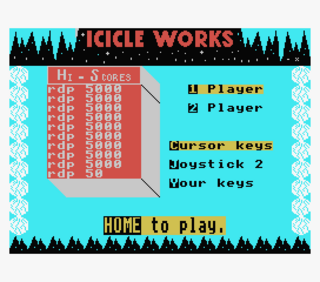 ICICLE WORKS
Hi - Scores
rdp 5000
rdp 5000
rdp 5000
rdp 5000
rdp 5000
rdp 5000
rdp 5000
rdp 5000
rdp 5000
rdp 50
1 Player
2 Player
Cursor keys
Joystick 2
Your keys
HOME to play.